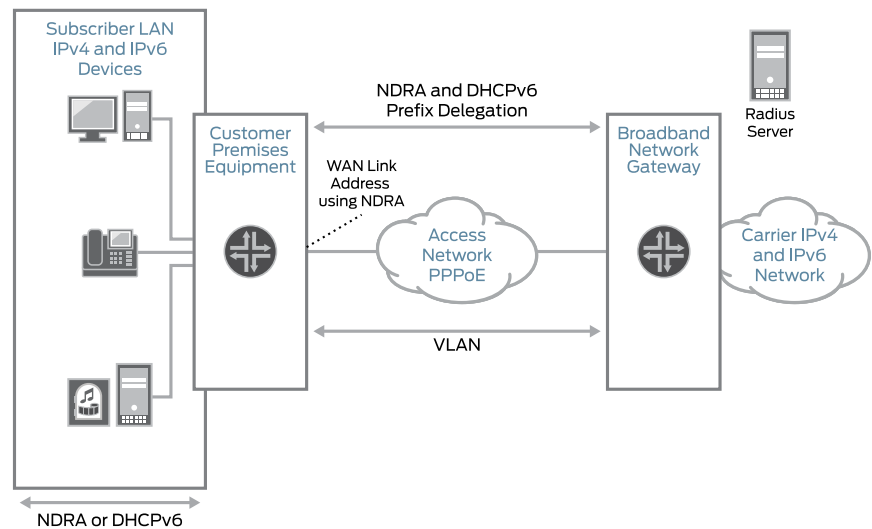 Subscriber LAN
IPv4 and IPv6
Devices
NDRA and DHCPv6
Prefix Delegation
Radius
Server
Customer
Premises
Equipment
Broadband
Network
Gateway
WAN Link
Address
using NDRA
Access
Network
PPPoE
Carrier IPv4
and IPv6
Network
VLAN
NDRA or DHCPv6